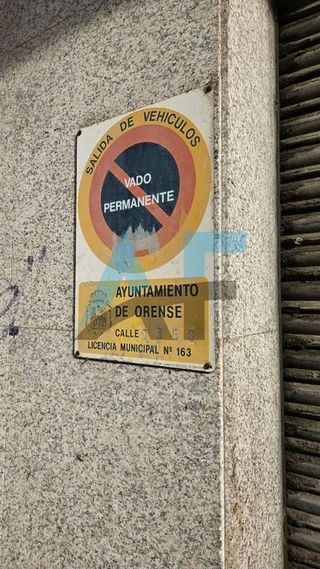 SALIDA DE VEHICULOS
VADO
PERMANENTE
AYUNTAMIENTO
DE ORENSE
CALLE
LICENCIA MUNICIPAL Nº 163